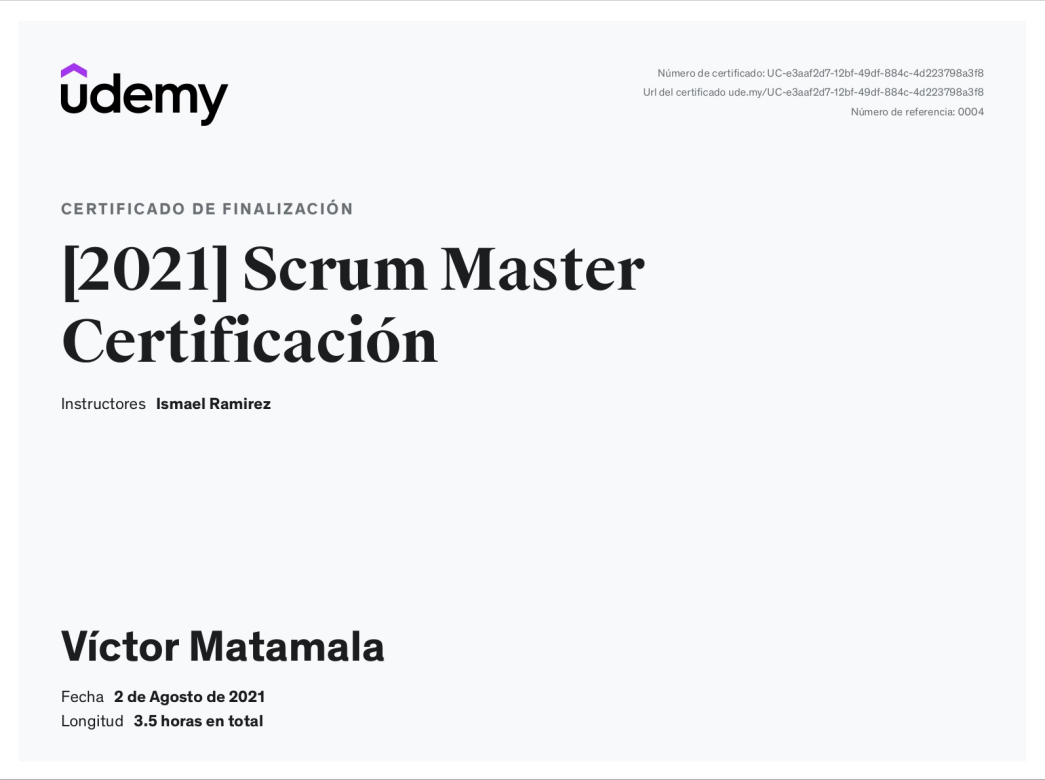 udemy
Número de certificado: UC-e3aaf2d7-12bf-49df-884c-4d223798a3f8
Url del certificado ude.my/UC-e3aaf2d7-12bf-49df-884c-4d223798a3f8
Número de referencia: 0004
CERTIFICADO DE FINALIZACIÓN
[2021] Scrum Master
Certificación
Instructores Ismael Ramirez
Víctor Matamala
Fecha 2 de Agosto de 2021
Longitud 3.5 horas en total